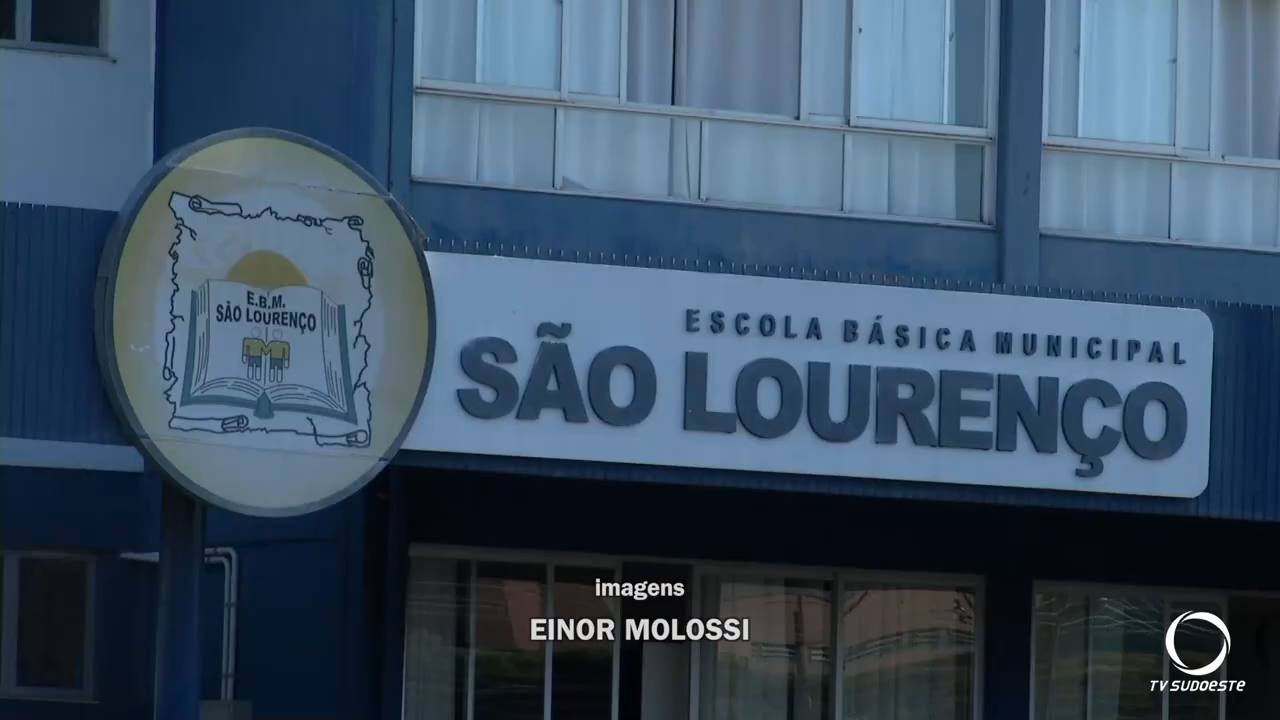 E.B.M.
SÃO LOURENÇO
ESCOLA BÁSICA MUNICIPAL
SÃO LOURENÇO
imagens
EINOR MOLOSSI
TV SUDOESTE